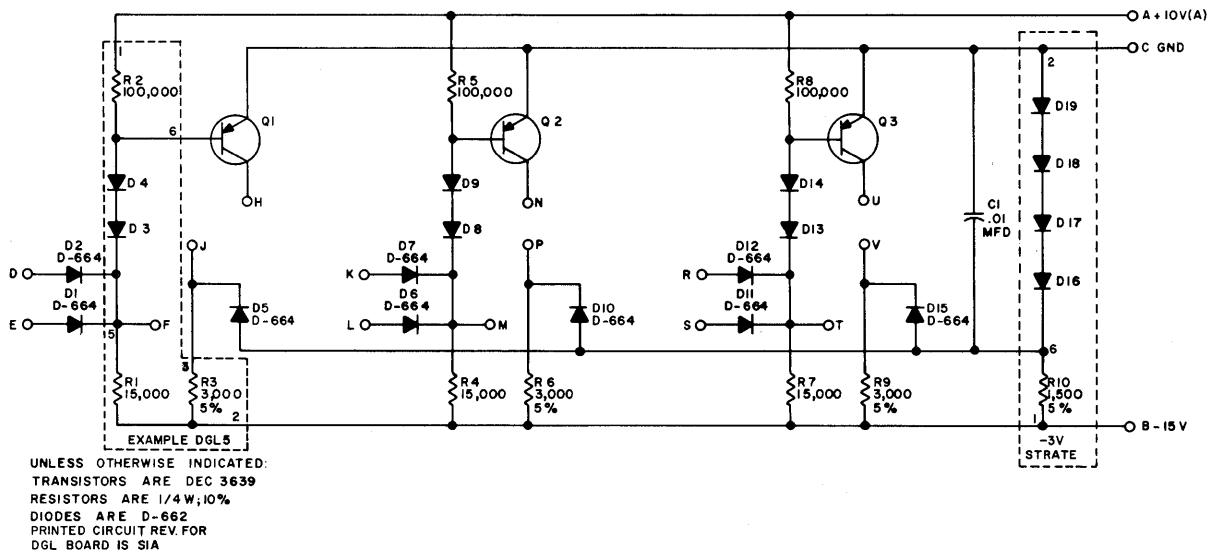 A+10V(A)
C GND
1
2
R2
100,000
R5
100,000
R8
100,000
D19
6
Q1
Q2
Q3
D18
D4
D9
D14
H
N
U
C1
.01
MFD
D17
D3
D8
D13
J
P
V
D2
D-664
D7
D-664
D12
D-664
D
K
R
D16
D1
D-664
D6
D-664
D11
D-664
D5
D-664
D10
D-664
D15
D-664
E
F
L
M
S
T
5
6
3
R1
15,000
R3
3,000
5%
R4
15,000
R6
3,000
5%
R7
15,000
R9
3,000
5%
R10
1,500
5%
2
1
B-15V
EXAMPLE DGL5
-3V
STRATE
UNLESS OTHERWISE INDICATED:
TRANSISTORS ARE DEC 3639
RESISTORS ARE 1/4W;10%
DIODES ARE D-662
PRINTED CIRCUIT REV. FOR
DGL BOARD IS S1A